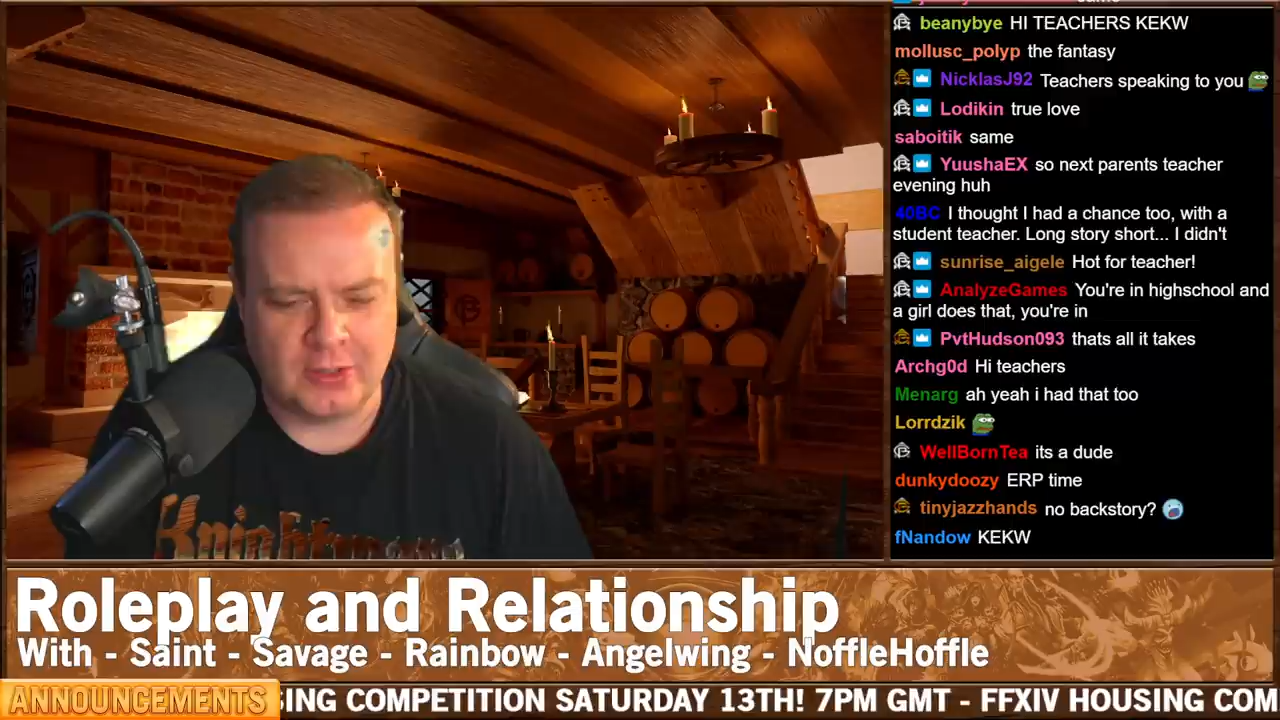 beanybye HI TEACHERS KEKW
mollusc_polyp the fantasy
NicklasJ92 Teachers speaking to you
Lodikin true love
saboitik same
YuushaEX so next parents teacher
evening huh
40BC I thought I had a chance too, with a
student teacher. Long story short... I didn't
sunrise_aigele Hot for teacher!
AnalyzeGames You're in highschool and
a girl does that, you're in
PvtHudson093 thats all it takes
Archg0d Hi teachers
Menarg ah yeah i had that too
Lorrdzik
WellBornTea its a dude
dunkydoozy ERP time
tinyjazzhands no backstory?
fNandow KEKW
Roleplay and Relationship
With - Saint - Savage - Rainbow - Angelwing - NoffleHoffle
ANNOUNCEMENTS SING COMPETITION SATURDAY 13TH! 7PM GMT - FFXIV HOUSING COM